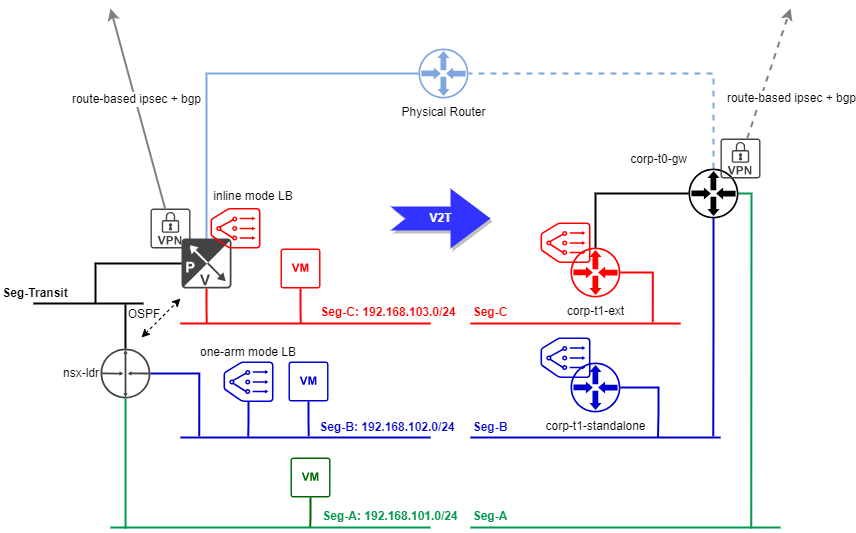 route-based ipsec + bgp
route-based ipsec + bgp
Physical Router
VPN
corp-t0-gw
inline mode LB
VPN
V2T
P
V
VM
Seg-Transit
OSPF
Seg-C: 192.168.103.0/24
Seg-C
corp-t1-ext
one-arm mode LB
nsx-ldr
VM
Seg-B: 192.168.102.0/24
Seg-B
corp-t1-standalone
VM
Seg-A: 192.168.101.0/24
Seg-A